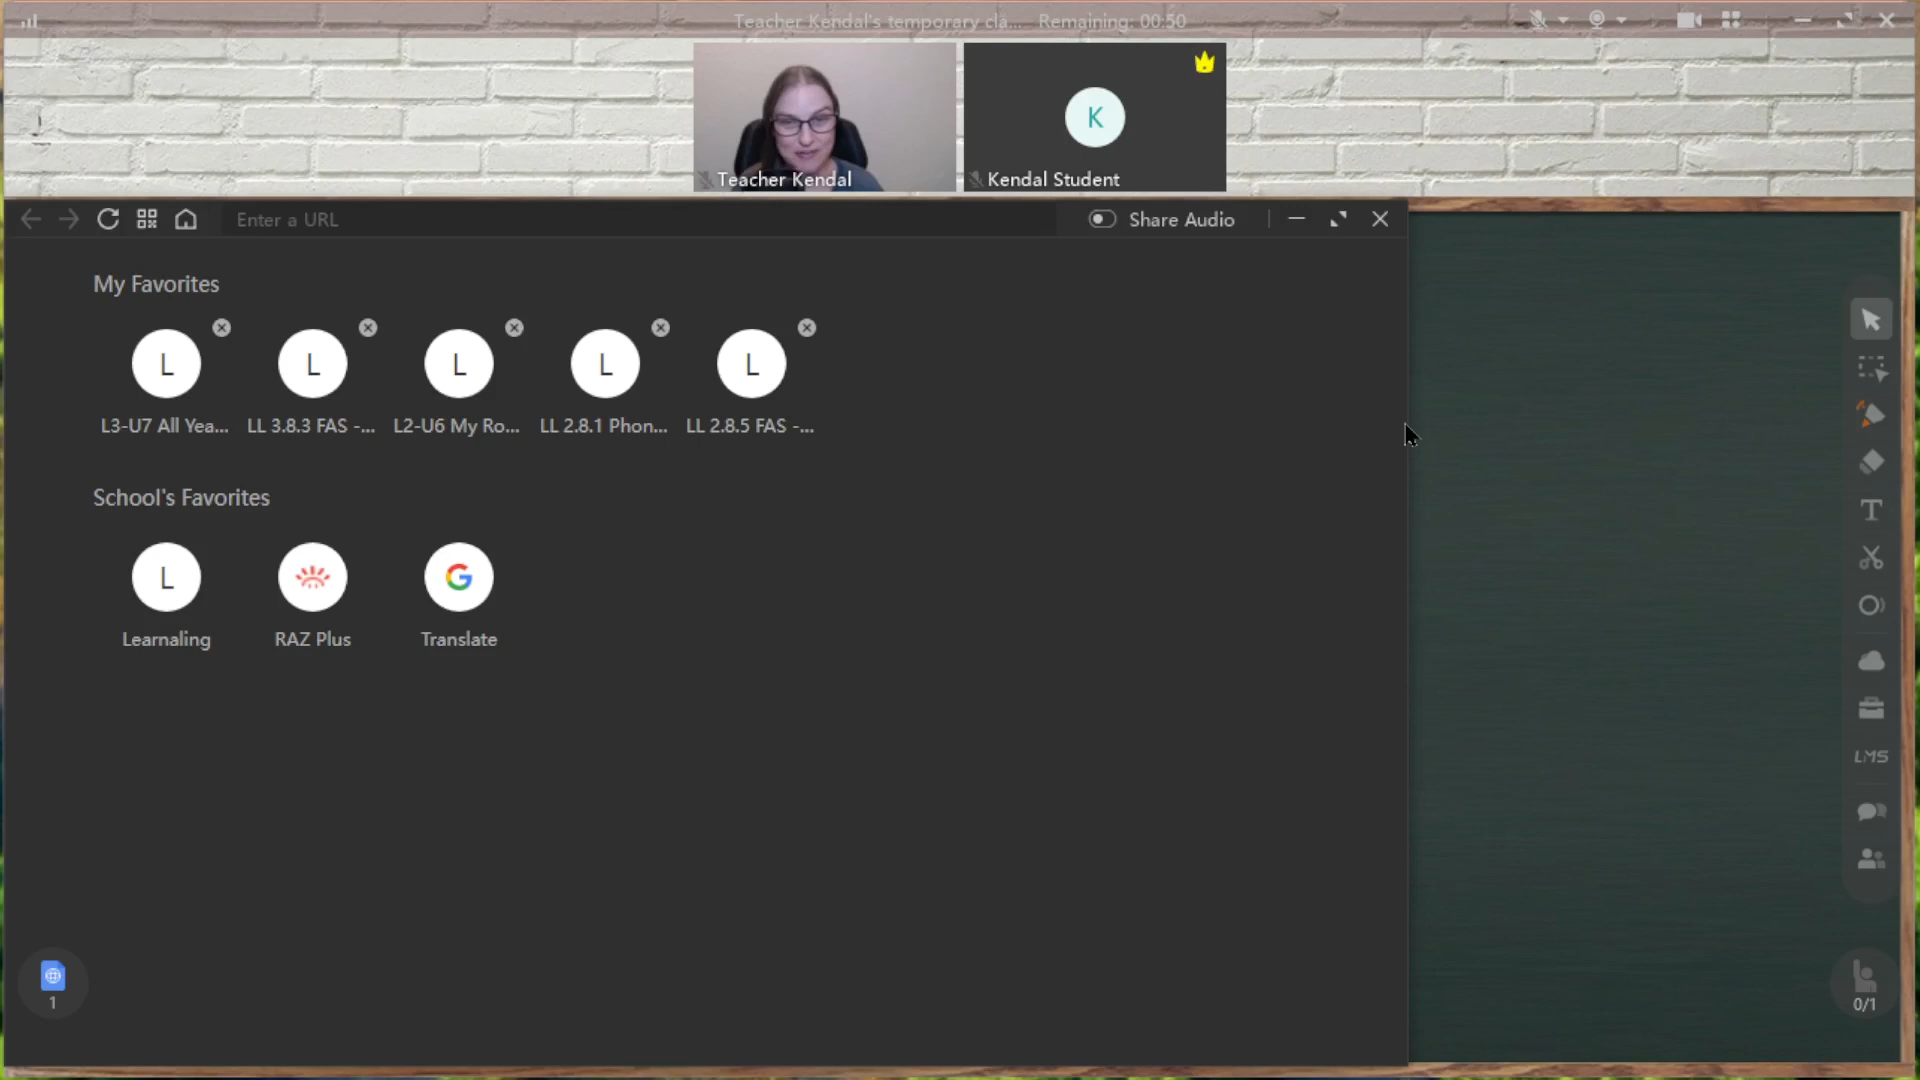 Teacher Kendal's temporary cla... Remaining: 00:50
Teacher Kendal
K
Kendal Student
Enter a URL
Share Audio
My Favorites
L L L L L
L3-U7 All Yea... LL 3.8.3 FAS -... L2-U6 My Ro... LL 2.8.1 Phon... LL 2.8.5 FAS -...
School's Favorites
L G
Learnaling RAZ Plus Translate
T
LMS
1
0/1